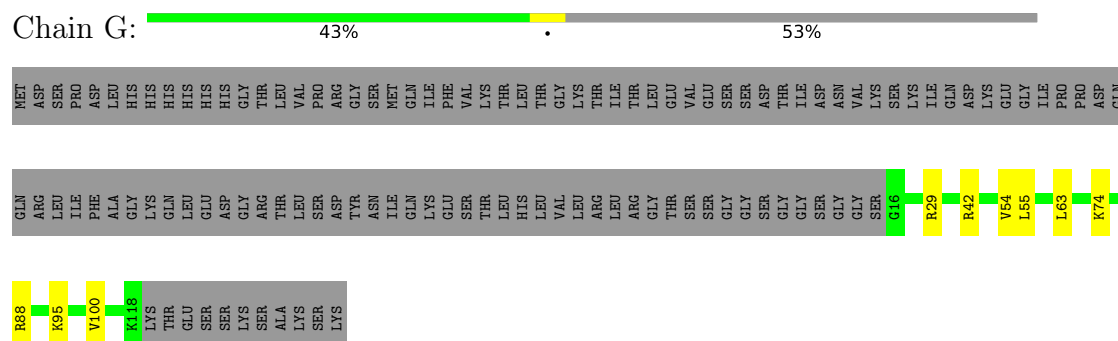 Chain G:
43% • 53%
MET ASP SER PRO ASP LEU HIS HIS HIS HIS HIS HIS GLY THR LEU VAL PRO ARG GLY SER MET GLN ILE PHE VAL LYS THR LEU THR GLY LYS THR ILE THR LEU GLU VAL GLU SER SER ASP THR ILE ASP ASN VAL LYS SER LYS ILE GLN ASP LYS GLU GLY ILE PRO PRO ASP GLN
GLN ARG LEU ILE PHE ALA GLY LYS GLN LEU GLU ASP GLY ARG THR LEU SER ASP TYR ASN ILE GLN LYS GLU SER THR LEU HIS LEU VAL LEU ARG LEU ARG GLY THR SER SER GLY GLY SER GLY GLY SER GLY GLY SER G16 R29 R42 V54 L55 L63 K74
R88 K95 V100 K118 LYS THR GLU SER SER LYS SER ALA LYS SER LYS